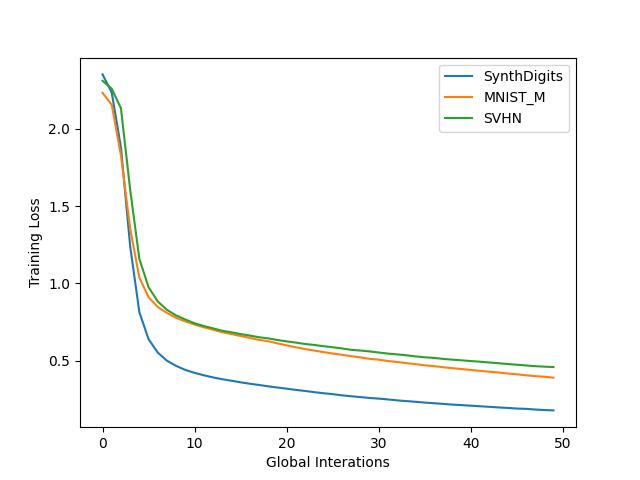 SynthDigits
MNIST_M
SVHN
Training Loss
2.0
1.5
1.0
0.5
0 10 20 30 40 50
Global Interations